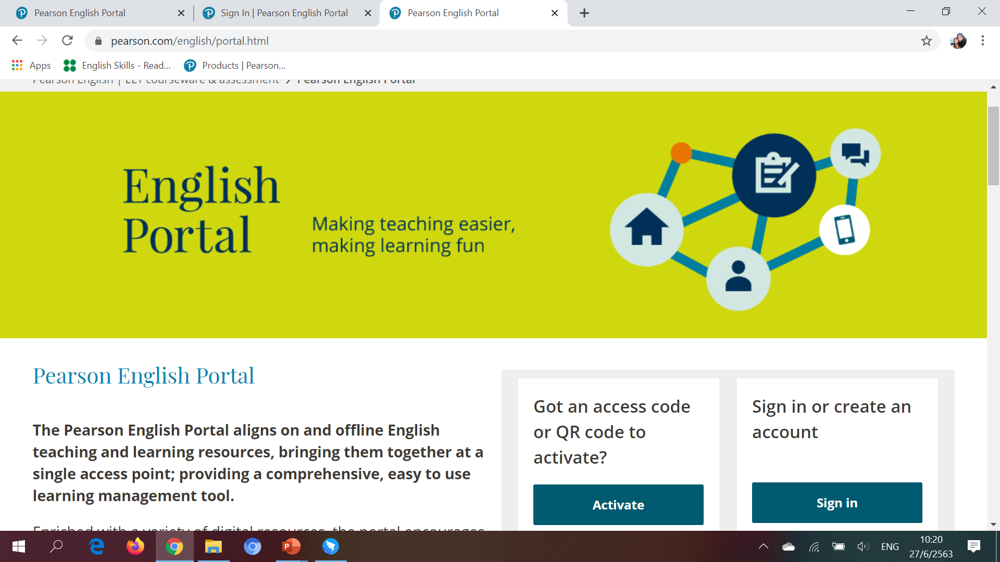 Pearson English Portal
Sign In | Pearson English Portal
Pearson English Portal
pearson.com/english/portal.html
Apps
English Skills - Read...
Products | Pearson...
Pearson English | ELT courseware & assessment > Pearson English Portal
English
Portal
Making teaching easier,
making learning fun
Pearson English Portal
The Pearson English Portal aligns on and offline English
teaching and learning resources, bringing them together at a
single access point; providing a comprehensive, easy to use
learning management tool.
Enriched with a variety of digital resources, the portal encourages
Got an access code
or QR code to
activate?
Activate
Sign in or create an
account
Sign in
ENG
10:20
27/6/2563